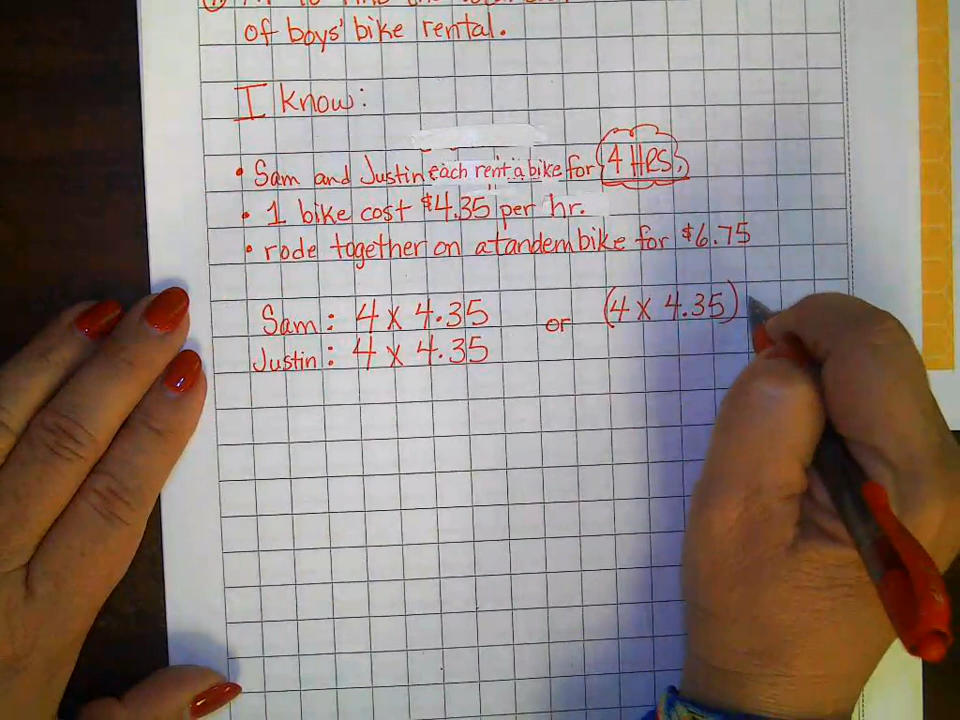 of boys' bike rental.
I know:
• Sam and Justin each rent a bike for 4 Hrs.
• 1 bike cost $4.35 per hr.
• rode together on a tandem bike for $6.75
Sam: 4 x 4.35 or (4 x 4.35)
Justin: 4 x 4.35